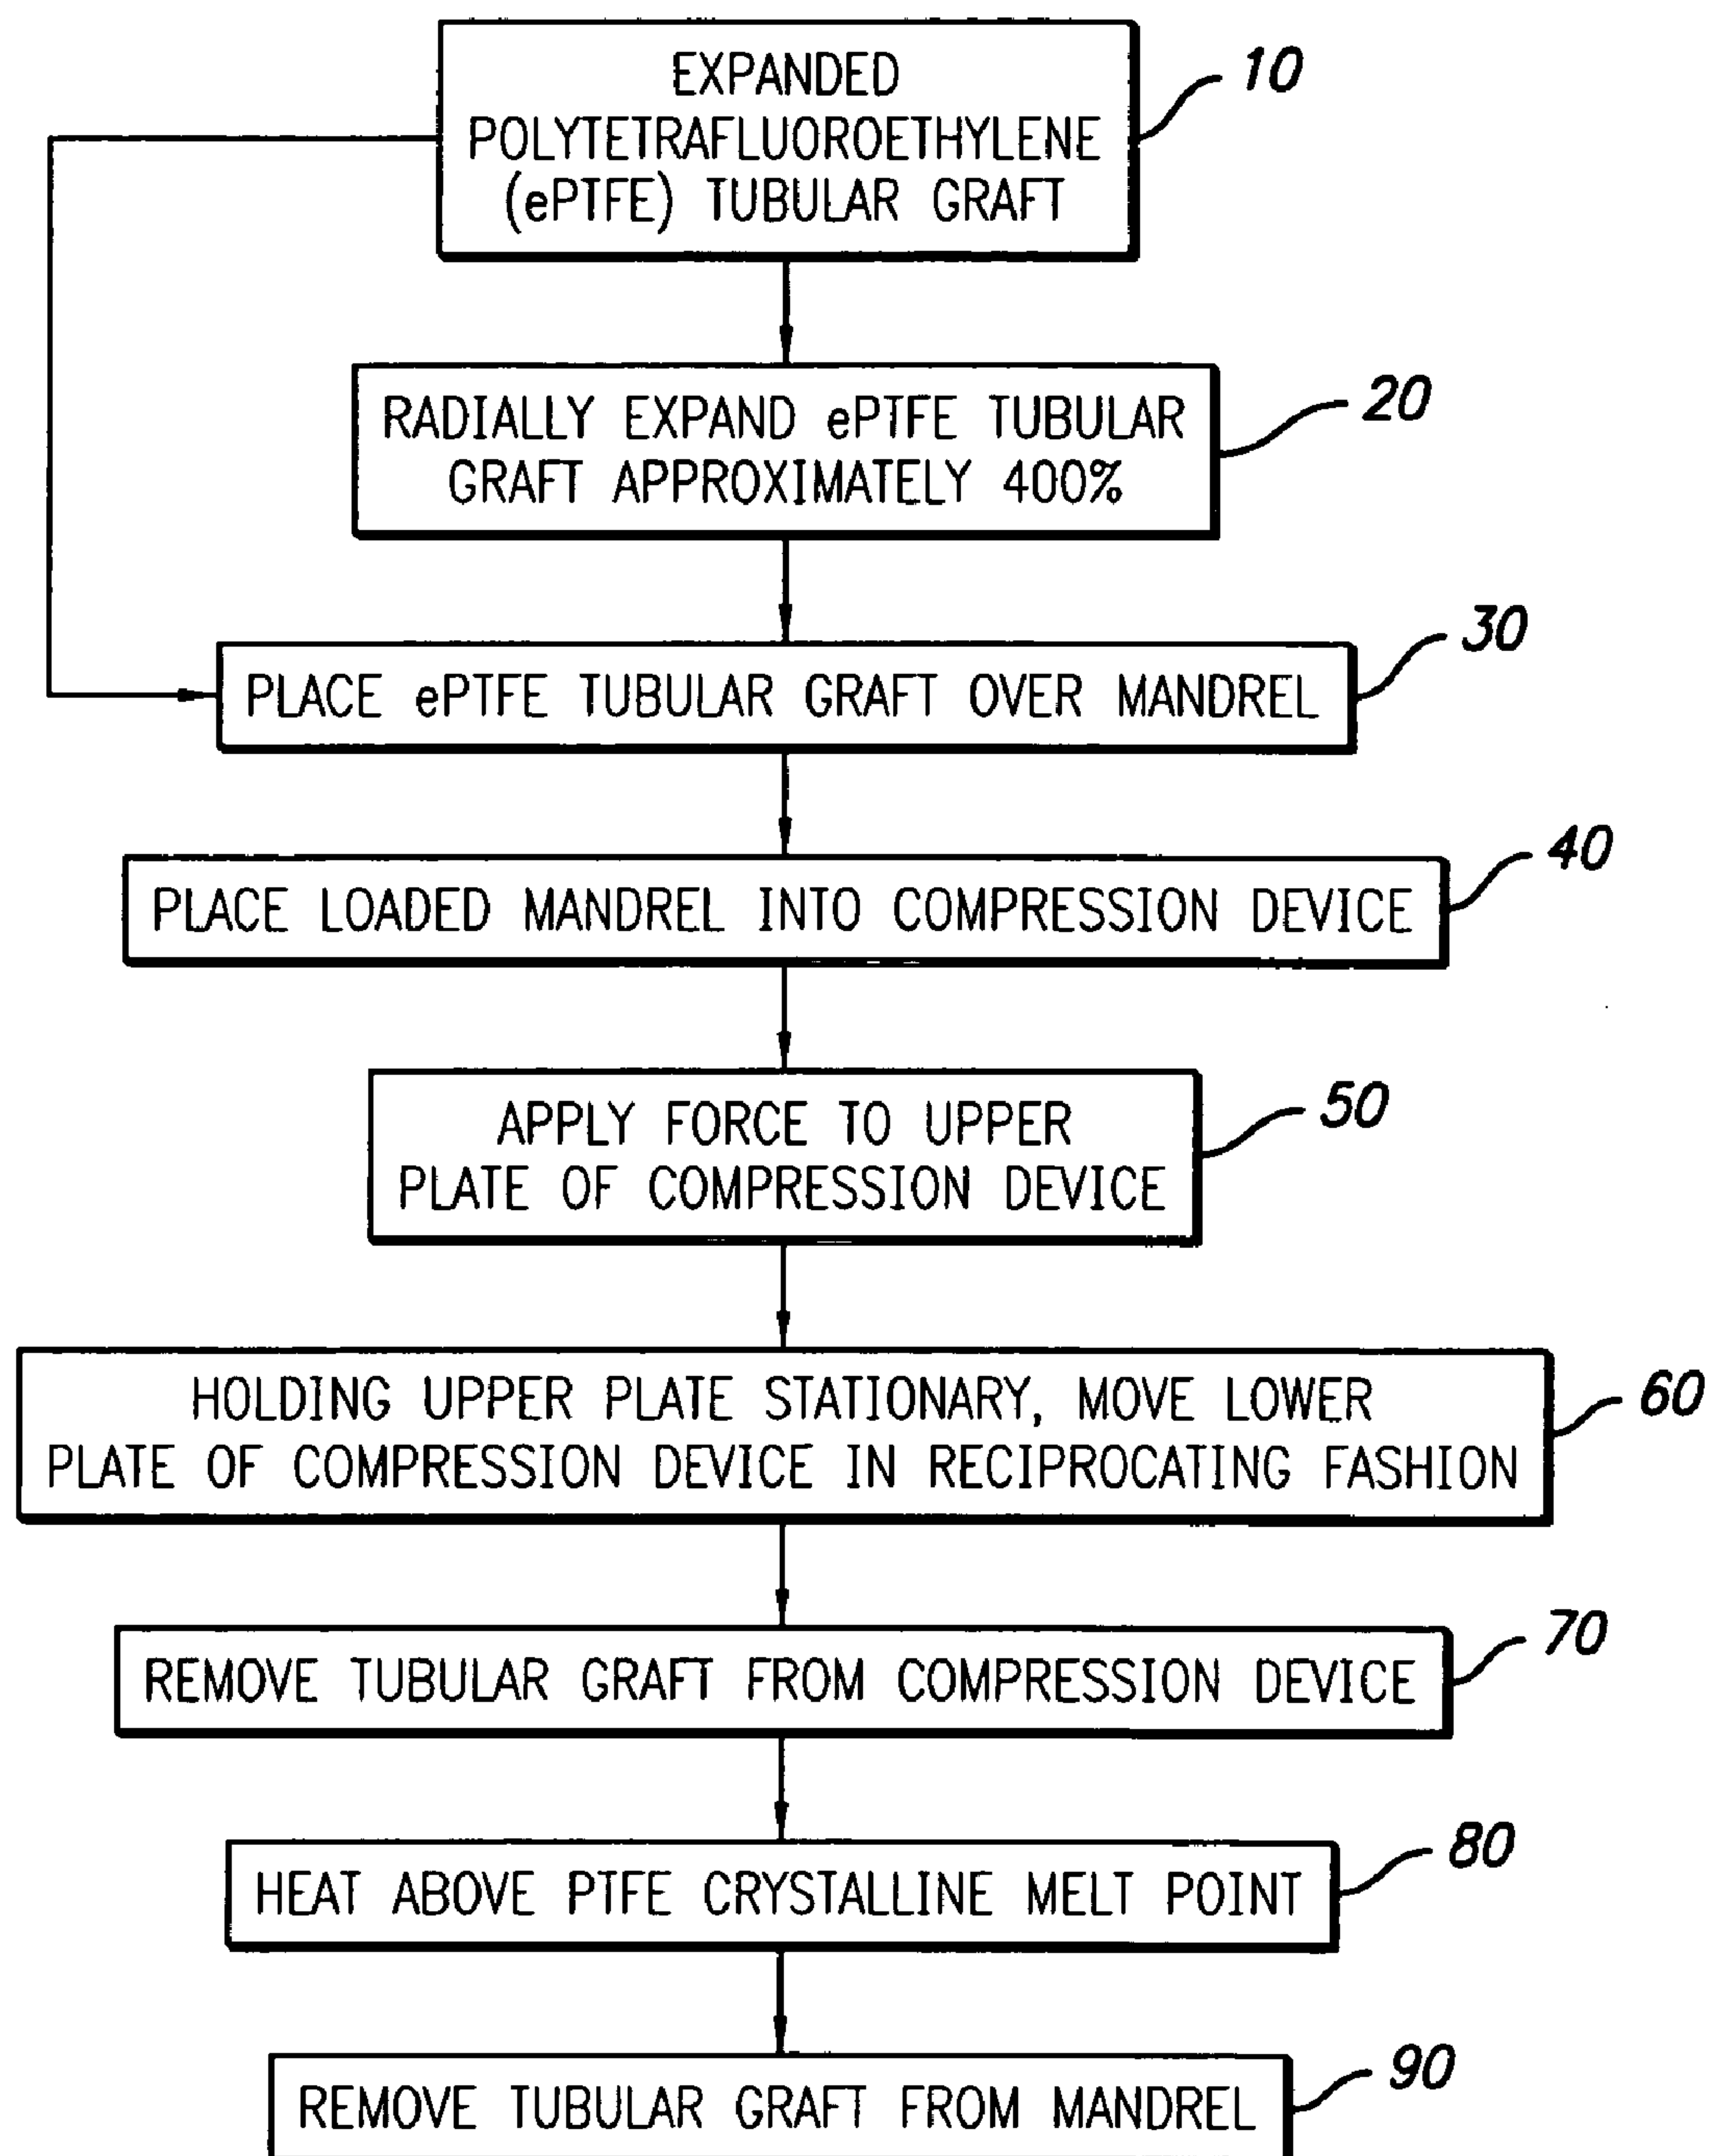 EXPANDED
POLYTETRAFLUOROETHYLENE
(ePTFE) TUBULAR GRAFT
10
RADIALLY EXPAND ePTFE TUBULAR
GRAFT APPROXIMATELY 400%
20
PLACE ePTFE TUBULAR GRAFT OVER MANDREL
30
PLACE LOADED MANDREL INTO COMPRESSION DEVICE
40
APPLY FORCE TO UPPER
PLATE OF COMPRESSION DEVICE
50
HOLDING UPPER PLATE STATIONARY, MOVE LOWER
PLATE OF COMPRESSION DEVICE IN RECIPROCATING FASHION
60
REMOVE TUBULAR GRAFT FROM COMPRESSION DEVICE
70
HEAT ABOVE PTFE CRYSTALLINE MELT POINT
80
REMOVE TUBULAR GRAFT FROM MANDREL
90